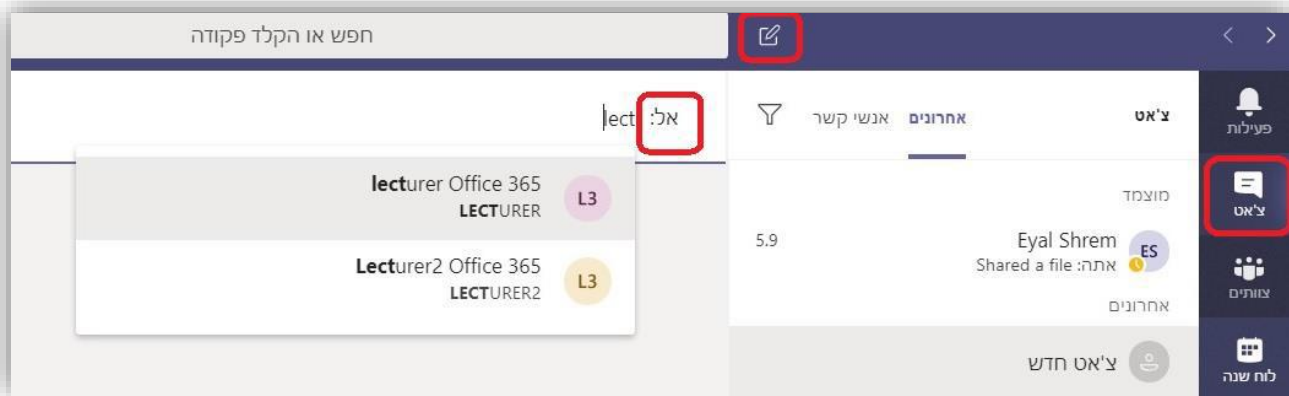 חפש או הקלד פקודה
פעילות
צ'אט
צוותים
לוח שנה
צ'אט
אחרונים אנשי קשר
מוצמד
Eyal Shrem 5.9
ES
אתה: Shared a file
אחרונים
צ'אט חדש
אל: lect
L3
lecturer Office 365
LECTURER
L3
Lecturer2 Office 365
LECTURER2